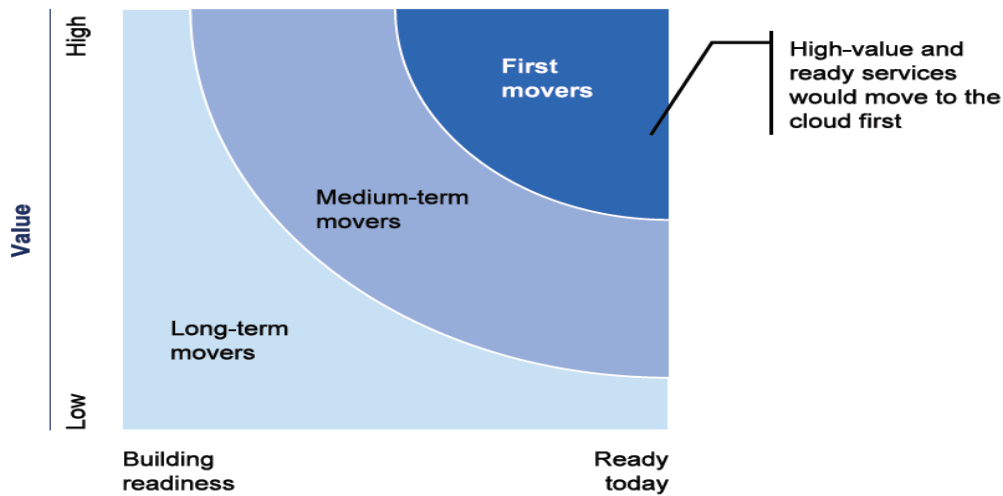 High
First
movers
High-value and
ready services
would move to the
cloud first
Medium-term
movers
Value
Long-term
movers
Low
Building
readiness
Ready
today